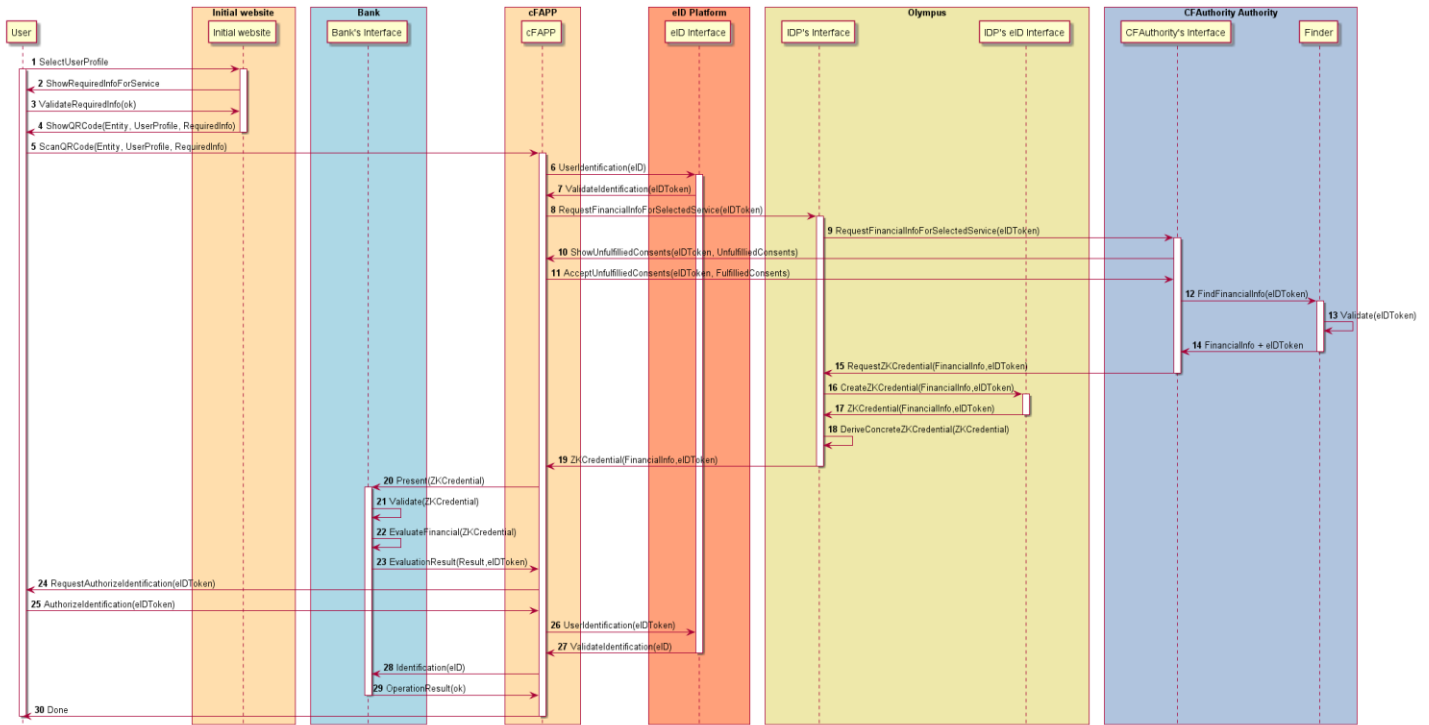 Initial website
Bank
cFAPP
eID Platform
Olympus
CFAuthority Authority
User
Initial website
Bank's Interface
cFAPP
eID Interface
IDP's Interface
IDP's eID Interface
CFAuthority's Interface
Finder
1 SelectUserProfile
2 ShowRequiredInfoForService
3 ValidateRequiredInfo(ok)
4 ShowQRCode(Entity, UserProfile, RequiredInfo)
5 ScanQRCode(Entity, UserProfile, RequiredInfo)
6 UserIdentification(eID)
7 ValidateIdentification(eIDToken)
8 RequestFinancialInfoForSelectedService(eIDToken)
9 RequestFinancialInfoForSelectedService(eIDToken)
10 ShowUnfulfilliedConsents(eIDToken, UnfulfilliedConsents)
11 AcceptUnfulfilliedConsents(eIDToken, FulfilliedConsents)
12 FindFinancialInfo(eIDToken)
13 Validate(eIDToken)
14 FinancialInfo + eIDToken
15 RequestZKCredential(FinancialInfo,eIDToken)
16 CreateZKCredential(FinancialInfo,eIDToken)
17 ZKCredential(FinancialInfo,eIDToken)
18 DeriveConcreteZKCredential(ZKCredential)
19 ZKCredential(FinancialInfo,eIDToken)
20 Present(ZKCredential)
21 Validate(ZKCredential)
22 EvaluateFinancial(ZKCredential)
23 EvaluationResult(Result,eIDToken)
24 RequestAuthorizeIdentification(eIDToken)
25 AuthorizeIdentification(eIDToken)
26 UserIdentification(eIDToken)
27 ValidateIdentification(eID)
28 Identification(eID)
29 OperationResult(ok)
30 Done